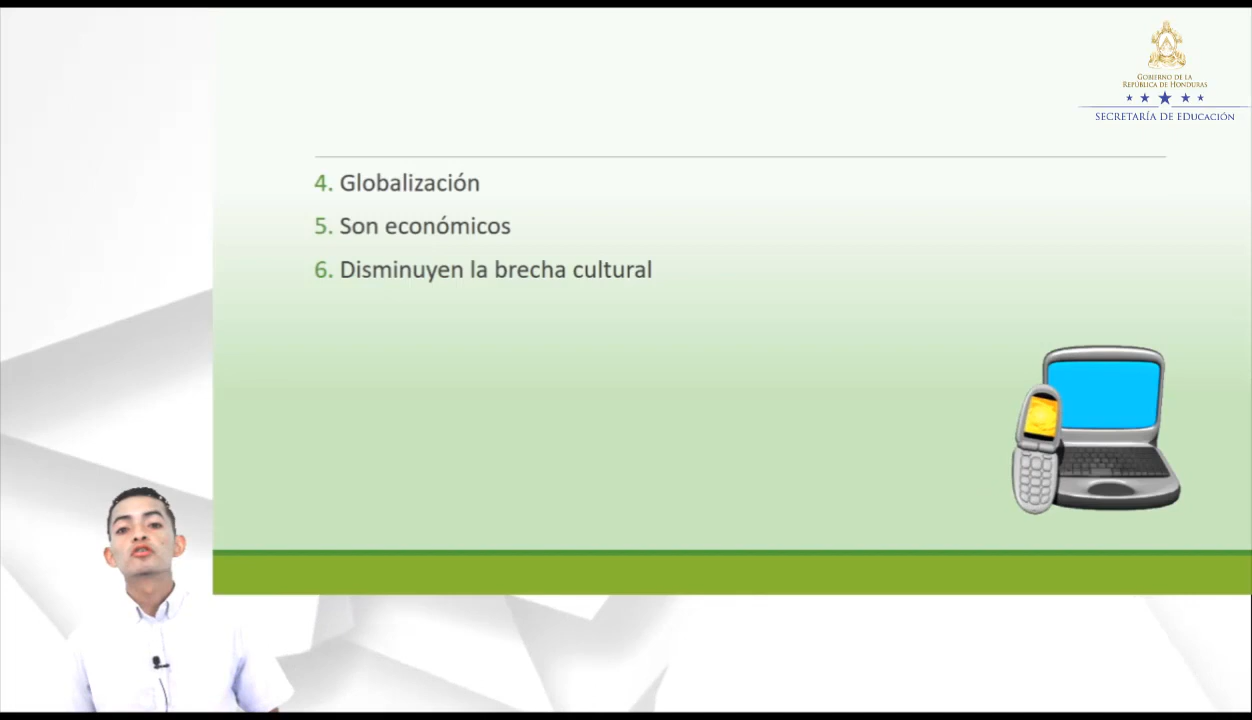 GOBIERNO DE LA
REPÚBLICA DE HONDURAS
SECRETARÍA DE EDUCACIÓN
4. Globalización
5. Son económicos
6. Disminuyen la brecha cultural